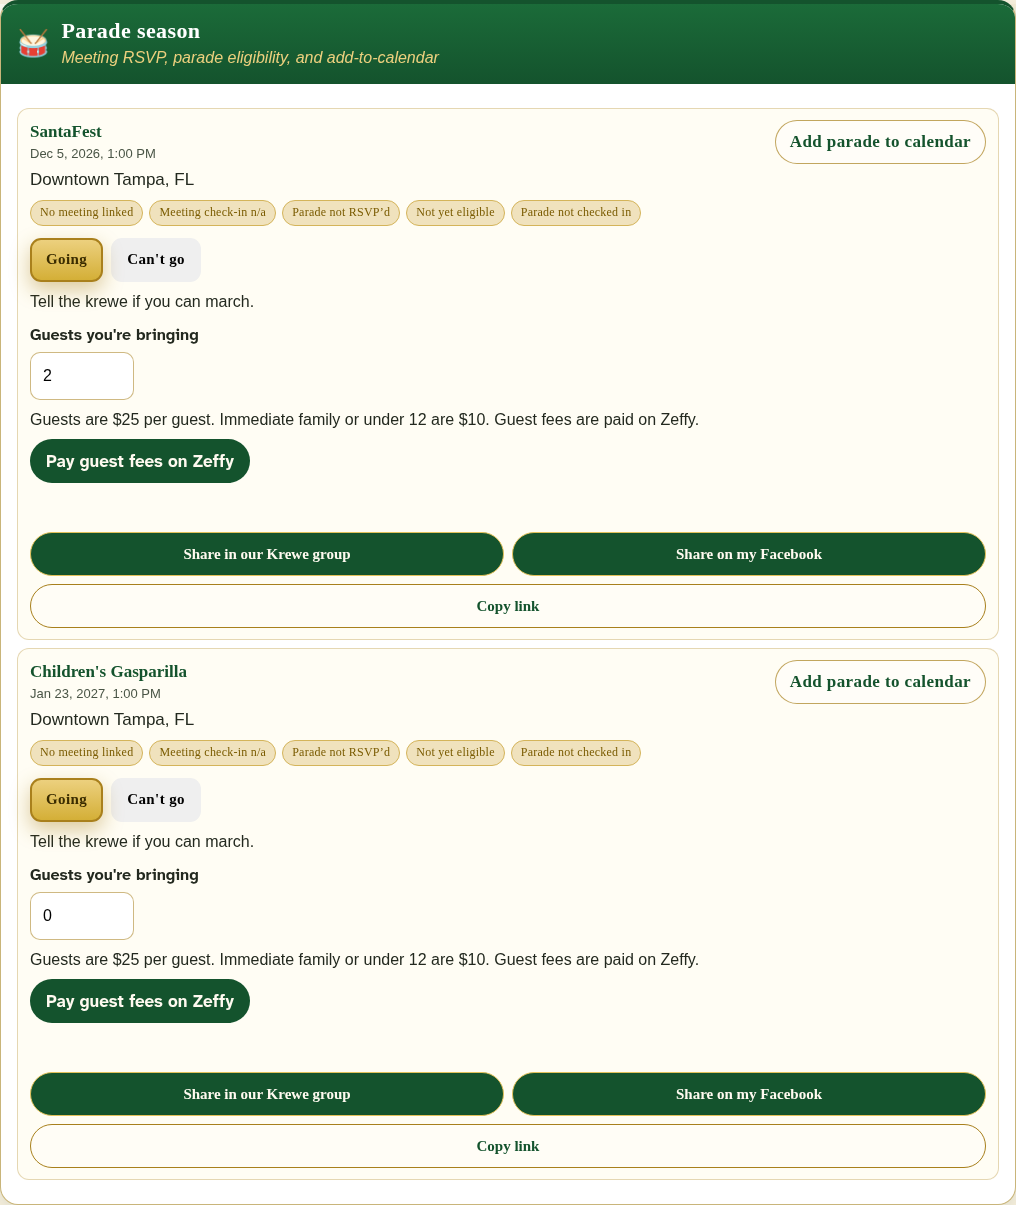 Parade season
Meeting RSVP, parade eligibility, and add-to-calendar
SantaFest
Add parade to calendar
Dec 5, 2026, 1:00 PM
Downtown Tampa, FL
No meeting linked Meeting check-in n/a Parade not RSVP’d Not yet eligible Parade not checked in
Going Can't go
Tell the krewe if you can march.
Guests you're bringing
2
Guests are $25 per guest. Immediate family or under 12 are $10. Guest fees are paid on Zeffy.
Pay guest fees on Zeffy
Share in our Krewe group Share on my Facebook
Copy link
Children's Gasparilla
Add parade to calendar
Jan 23, 2027, 1:00 PM
Downtown Tampa, FL
No meeting linked Meeting check-in n/a Parade not RSVP’d Not yet eligible Parade not checked in
Going Can't go
Tell the krewe if you can march.
Guests you're bringing
0
Guests are $25 per guest. Immediate family or under 12 are $10. Guest fees are paid on Zeffy.
Pay guest fees on Zeffy
Share in our Krewe group Share on my Facebook
Copy link